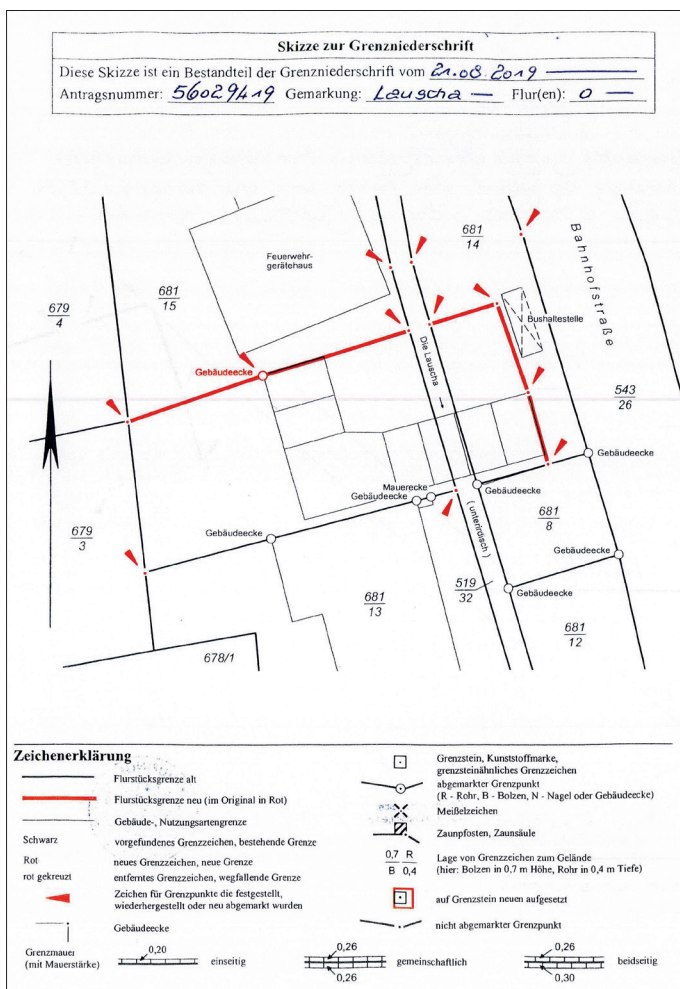 Skizze zur Grenzniederschrift
Diese Skizze ist ein Bestandteil der Grenzniederschrift vom 21.08.2019
Antragsnummer: 56029419 Gemarkung: Lauscha Flur(en): 0
681
14
Bahnhofstraße
Feuerwehr-
gerätehaus
681
15
679
4
Bushaltestelle
Die Lauscha
Gebäudeecke
543
26
Gebäudeecke
Mauerecke
Gebäudeecke
Gebäudeecke
681
8
Gebäudeecke
(unterirdisch)
679
3
Gebäudeecke
519
32
Gebäudeecke
681
13
681
12
678/1
Zeichenerklärung
Flurstücksgrenze alt
Flurstücksgrenze neu (im Original in Rot)
Gebäude-, Nutzungsartengrenze
Schwarz vorgefundenes Grenzzeichen, bestehende Grenze
Rot neues Grenzzeichen, neue Grenze
rot gekreuzt entferntes Grenzzeichen, wegfallende Grenze
Zeichen für Grenzpunkte die festgestellt,
wiederhergestellt oder neu abgemarkt wurden
Gebäudeecke
Grenzmauer
(mit Mauerstärke)
0,20
einseitig
Grenzstein, Kunststoffmarke,
grenzsteinähnliches Grenzzeichen
abgemarkter Grenzpunkt
(R - Rohr, B - Bolzen, N - Nagel oder Gebäudeecke)
Meißelzeichen
Zaunpfosten, Zaunsäule
0,7 R
B 0,4
Lage von Grenzzeichen zum Gelände
(hier: Bolzen in 0,7 m Höhe, Rohr in 0,4 m Tiefe)
auf Grenzstein neuen aufgesetzt
nicht abgemarkter Grenzpunkt
0,26
0,26
gemeinschaftlich
0,26
0,30
beidseitig